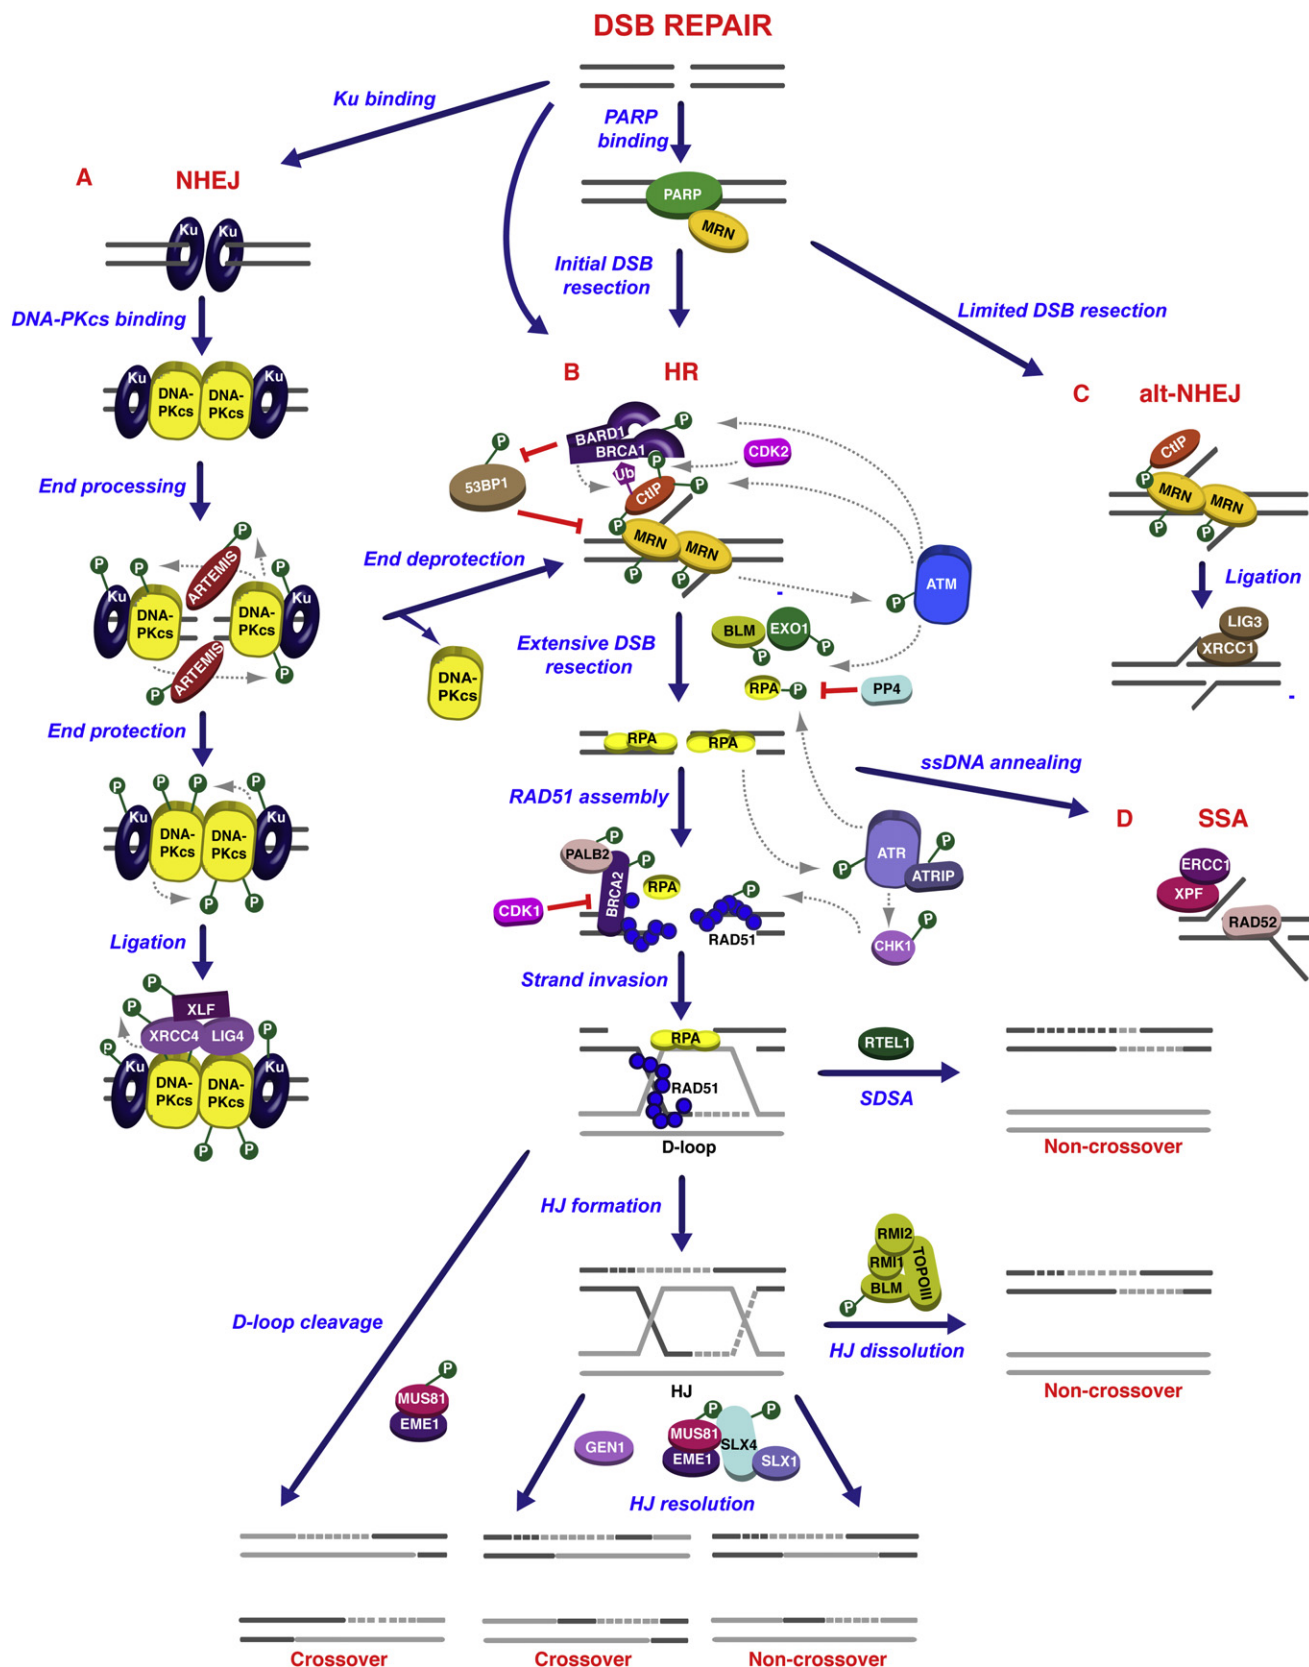 DSB REPAIR
Ku binding
PARP
binding
A
NHEJ
PARP
MRN
Ku
Ku
Initial DSB
resection
DNA-PKcs binding
Limited DSB resection
B
HR
C
alt-NHEJ
Ku
DNA-
PKcs
DNA-
PKcs
Ku
BARD1
P
BRCA1
CDK2
P
53BP1
P
Ub
CtIP
P
P
MRN
MRN
P
P
CtIP
P
MRN
MRN
P
P
End processing
End deprotection
ATM
P
Ligation
P
P
P
P
ARTEMIS
Ku
DNA-
PKcs
DNA-
PKcs
Ku
ARTEMIS
P
P
DNA-
PKcs
Extensive DSB
resection
BLM
EXO1
P
P
RPA
P
PP4
LIG3
XRCC1
End protection
RPA
RPA
ssDNA annealing
RAD51 assembly
D
SSA
P
P
P
P
Ku
DNA-
PKcs
DNA-
PKcs
Ku
P
P
PALB2
P
P
BRCA2
RPA
CDK1
P
RAD51
ATR
P
P
ATRIP
CHK1
P
ERCC1
XPF
RAD52
Ligation
Strand invasion
P
XLF
P
XRCC4
LIG4
P
P
Ku
DNA-
PKcs
DNA-
PKcs
Ku
P
P
RPA
RAD51
D-loop
RTEL1
SDSA
Non-crossover
HJ formation
RMI2
RMI1
TOPOIII
BLM
P
D-loop cleavage
HJ dissolution
HJ
Non-crossover
P
MUS81
EME1
GEN1
P
P
MUS81
EME1
SLX4
SLX1
HJ resolution
Crossover
Crossover
Non-crossover